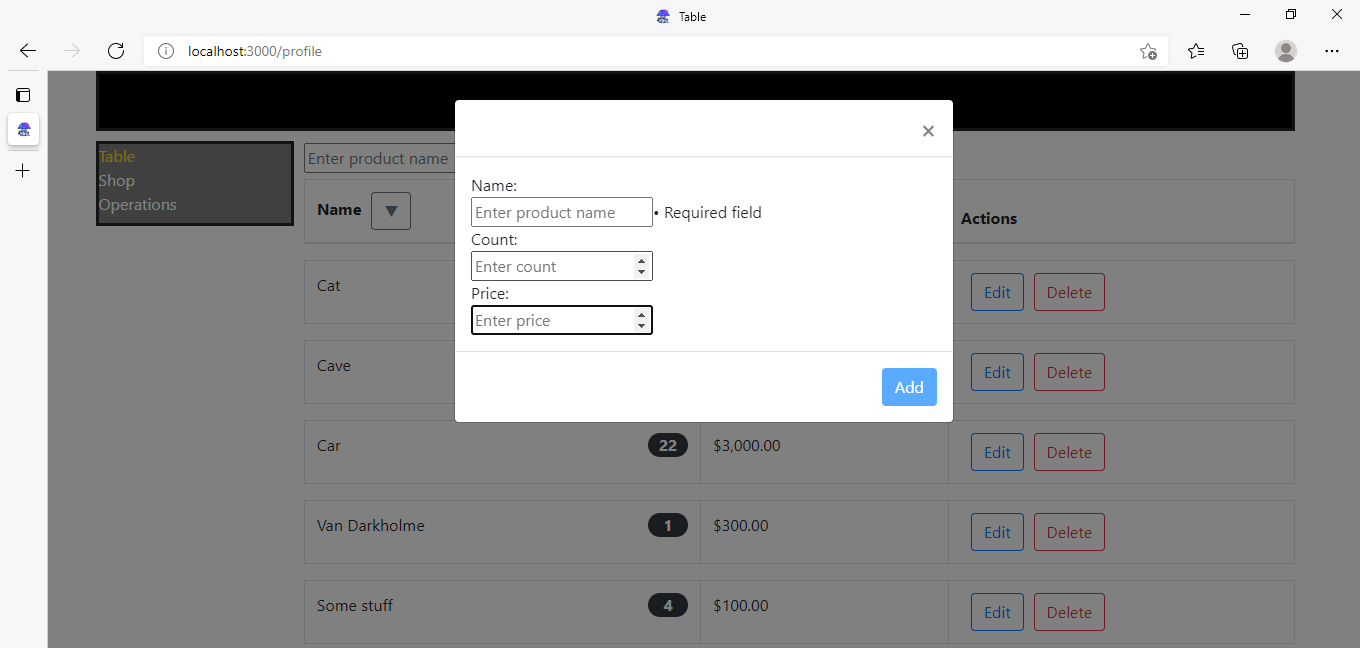 Table
localhost:3000/profile
×
Table
Shop
Operations
Enter product name
Name ▼
Actions
Name:
Enter product name • Required field
Count:
Enter count
Price:
Enter price
Add
Cat Edit Delete
Cave Edit Delete
Car 22 $3,000.00 Edit Delete
Van Darkholme 1 $300.00 Edit Delete
Some stuff 4 $100.00 Edit Delete